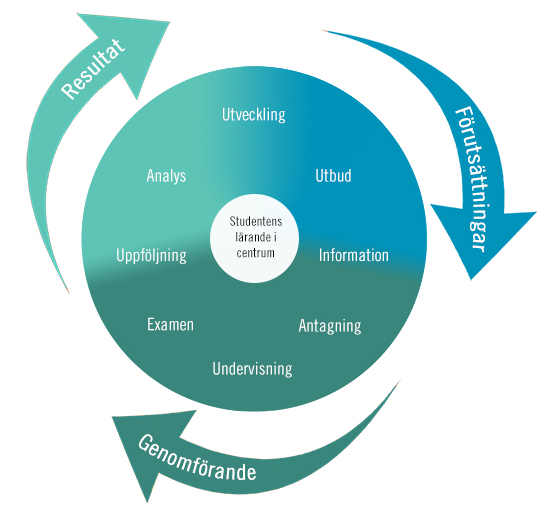 Resultat
Förutsättningar
Utveckling
Analys
Utbud
Studentens
lärande i
centrum
Uppföljning
Information
Examen
Antagning
Undervisning
Genomförande